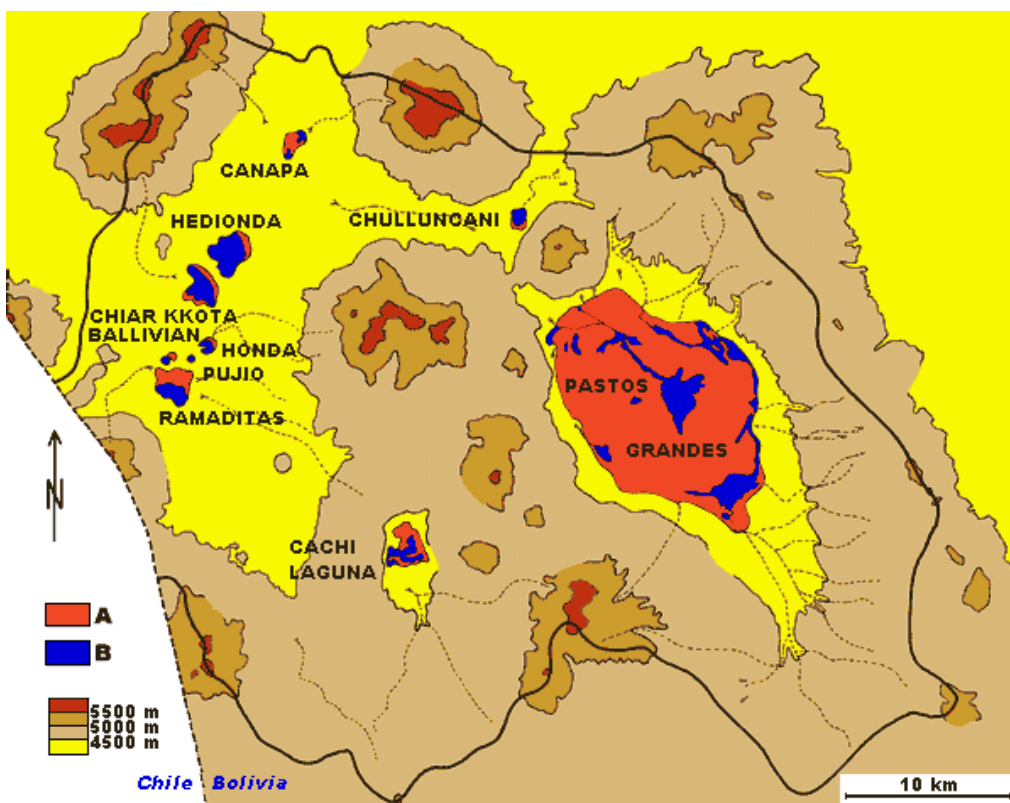 CANAPA
HEDIONDA
CHULLUNCANI
CHIAR KKOTA
BALLIVIAN
HONDA
PUJIO
RAMADITAS
PASTOS
GRANDES
N
CACHI
LAGUNA
A
B
5500 m
5000 m
4500 m
Chile Bolivia
10 km